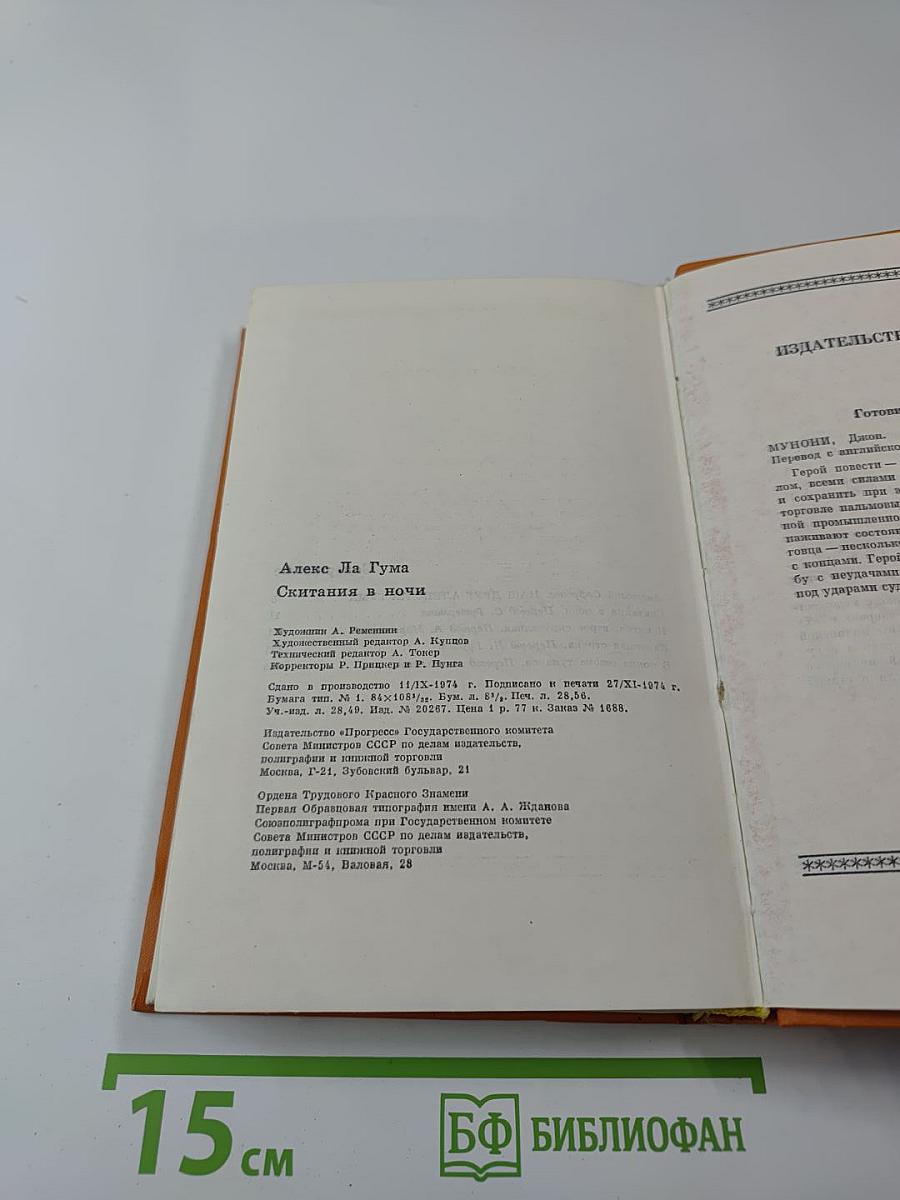 Алекс Ла Гума
Скитания в ночи
Художник А. Ременник
Художественный редактор А. Купцов
Технический редактор А. Токер
Корректоры Р. Прицкер и Р. Пунга
Сдано в производство 11/IX-1974 г. Подписано к печати 27/XI-1974 г.
Бумага тип. № 1. 84×108¹/₃₂. Бум. л. 8¹/₂. Печ. л. 28,56.
Уч.-изд. л. 28,49. Изд. № 20267. Цена 1 р. 77 к. Заказ № 1688.
Издательство «Прогресс» Государственного комитета
Совета Министров СССР по делам издательств,
полиграфии и книжной торговли
Москва, Г-21, Зубовский бульвар, 21
Ордена Трудового Красного Знамени
Первая Образцовая типография имени А. А. Жданова
Союзполиграфпрома при Государственном комитете
Совета Министров СССР по делам издательств,
полиграфии и книжной торговли
Москва, М-54, Валовая, 28
ИЗДАТЕЛЬСТВ
Готови
МУНОНИ, Джон.
Перевод с английско
Герой повести —
лом, всеми силами
и сохранить при
торговле пальмовы
ной промышленно
наживают состоя
говца — нескольк
с концами. Герой
бу с неудачами
под ударами суд
15 см
БФ БИБЛИОФАН